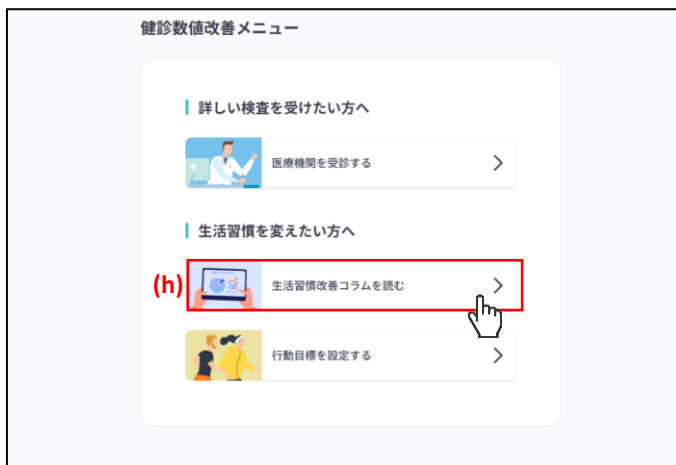 健診数値改善メニュー
詳しい検査を受けたい方へ
医療機関を受診する
生活習慣を変えたい方へ
(h)
生活習慣改善コラムを読む
行動目標を設定する